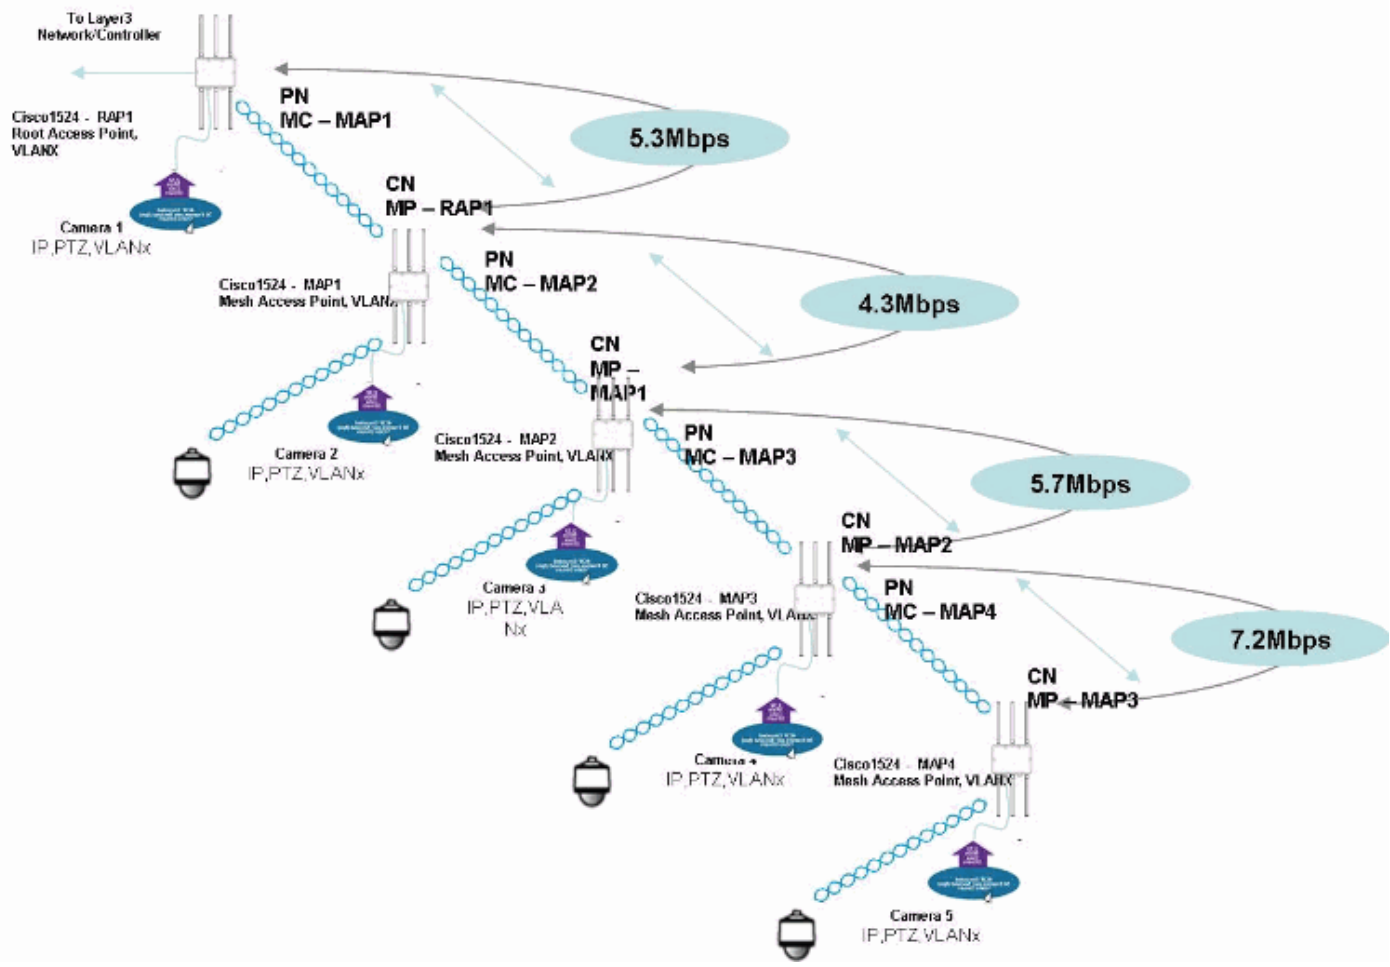 To Layer3
Network/Controller
Cisco1524 - RAP1
Root Access Point,
VLANX
PN
MC – MAP1
5.3Mbps
Camera 1
IP,PTZ,VLANx
CN
MP – RAP1
Cisco1524 - MAP1
Mesh Access Point, VLANX
PN
MC – MAP2
4.3Mbps
Camera 2
IP,PTZ,VLANx
CN
MP –
MAP1
Cisco1524 - MAP2
Mesh Access Point, VLANX
PN
MC – MAP3
5.7Mbps
Camera 3
IP,PTZ,VLA
Nx
CN
MP – MAP2
Cisco1524 - MAP3
Mesh Access Point, VLANX
PN
MC – MAP4
7.2Mbps
Camera 4
IP,PTZ,VLANx
CN
MP – MAP3
Cisco1524 - MAP4
Mesh Access Point, VLANX
Camera 5
IP,PTZ,VLANx